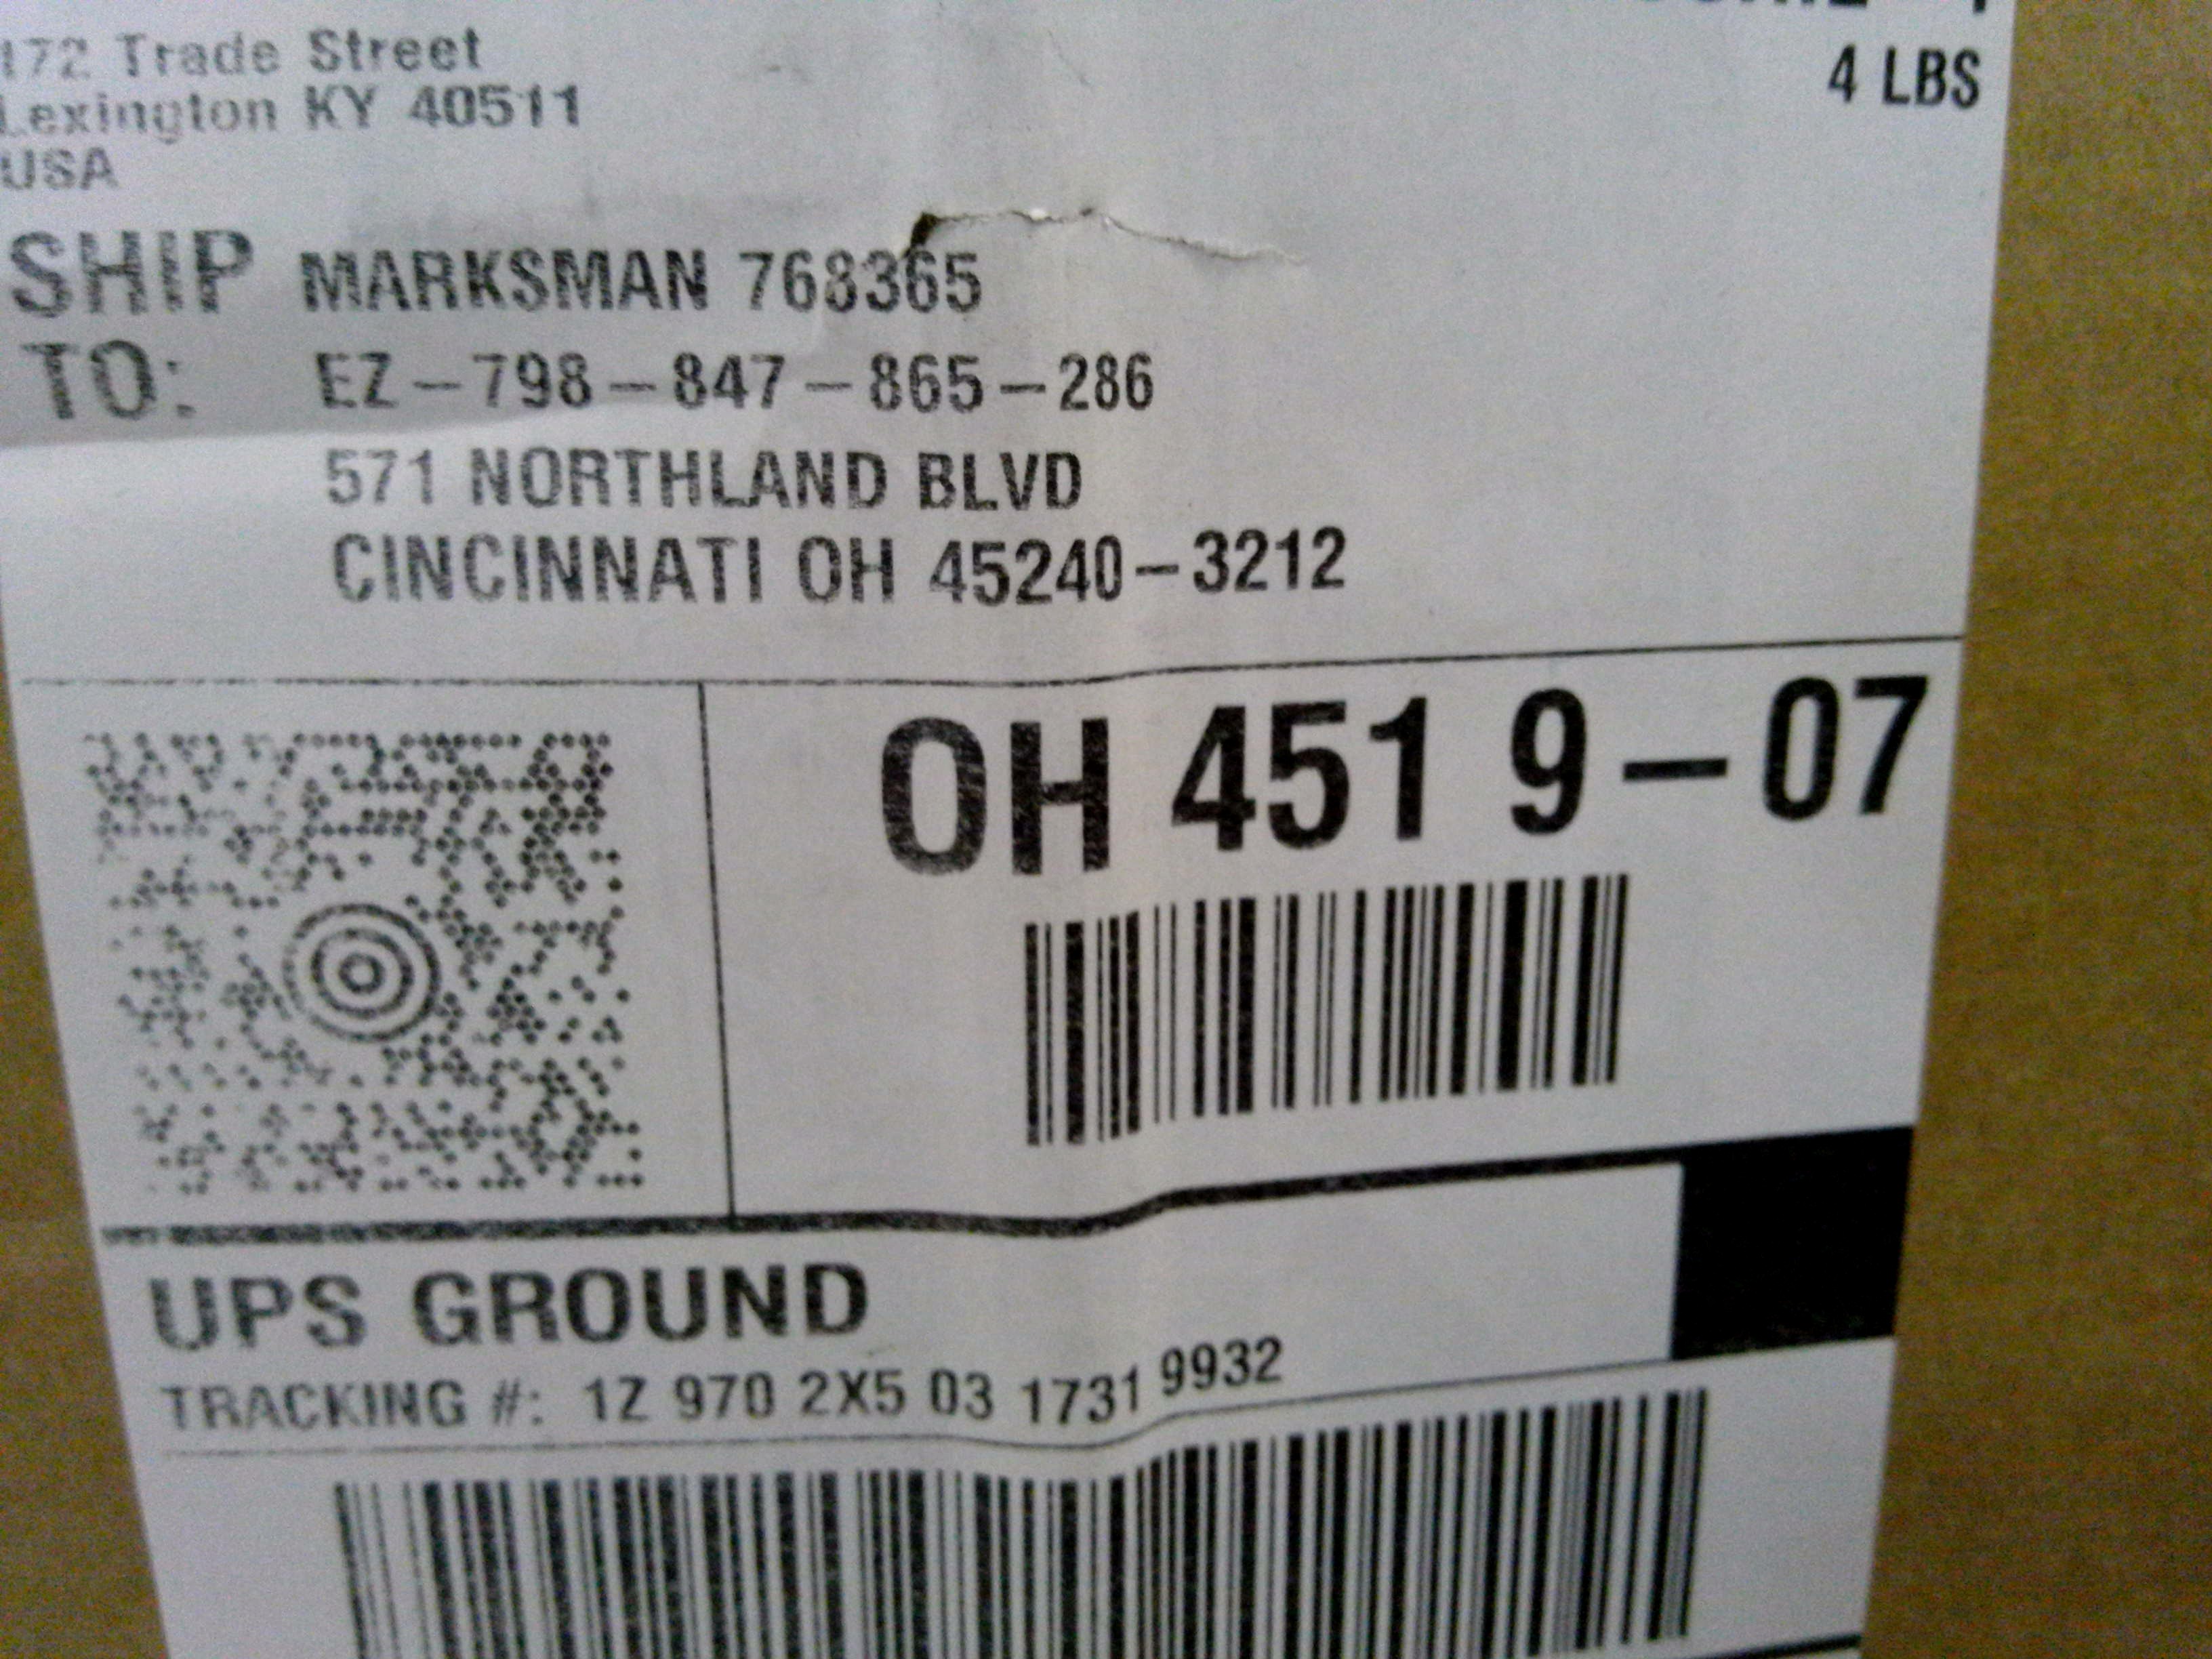 172 Trade Street
4 LBS
Lexington KY 40511
USA
SHIP TO:
MARKSMAN 768365
EZ-798-847-865-286
571 NORTHLAND BLVD
CINCINNATI OH 45240-3212
OH 451 9-07
UPS GROUND
TRACKING #: 1Z 970 2X5 03 1731 9932